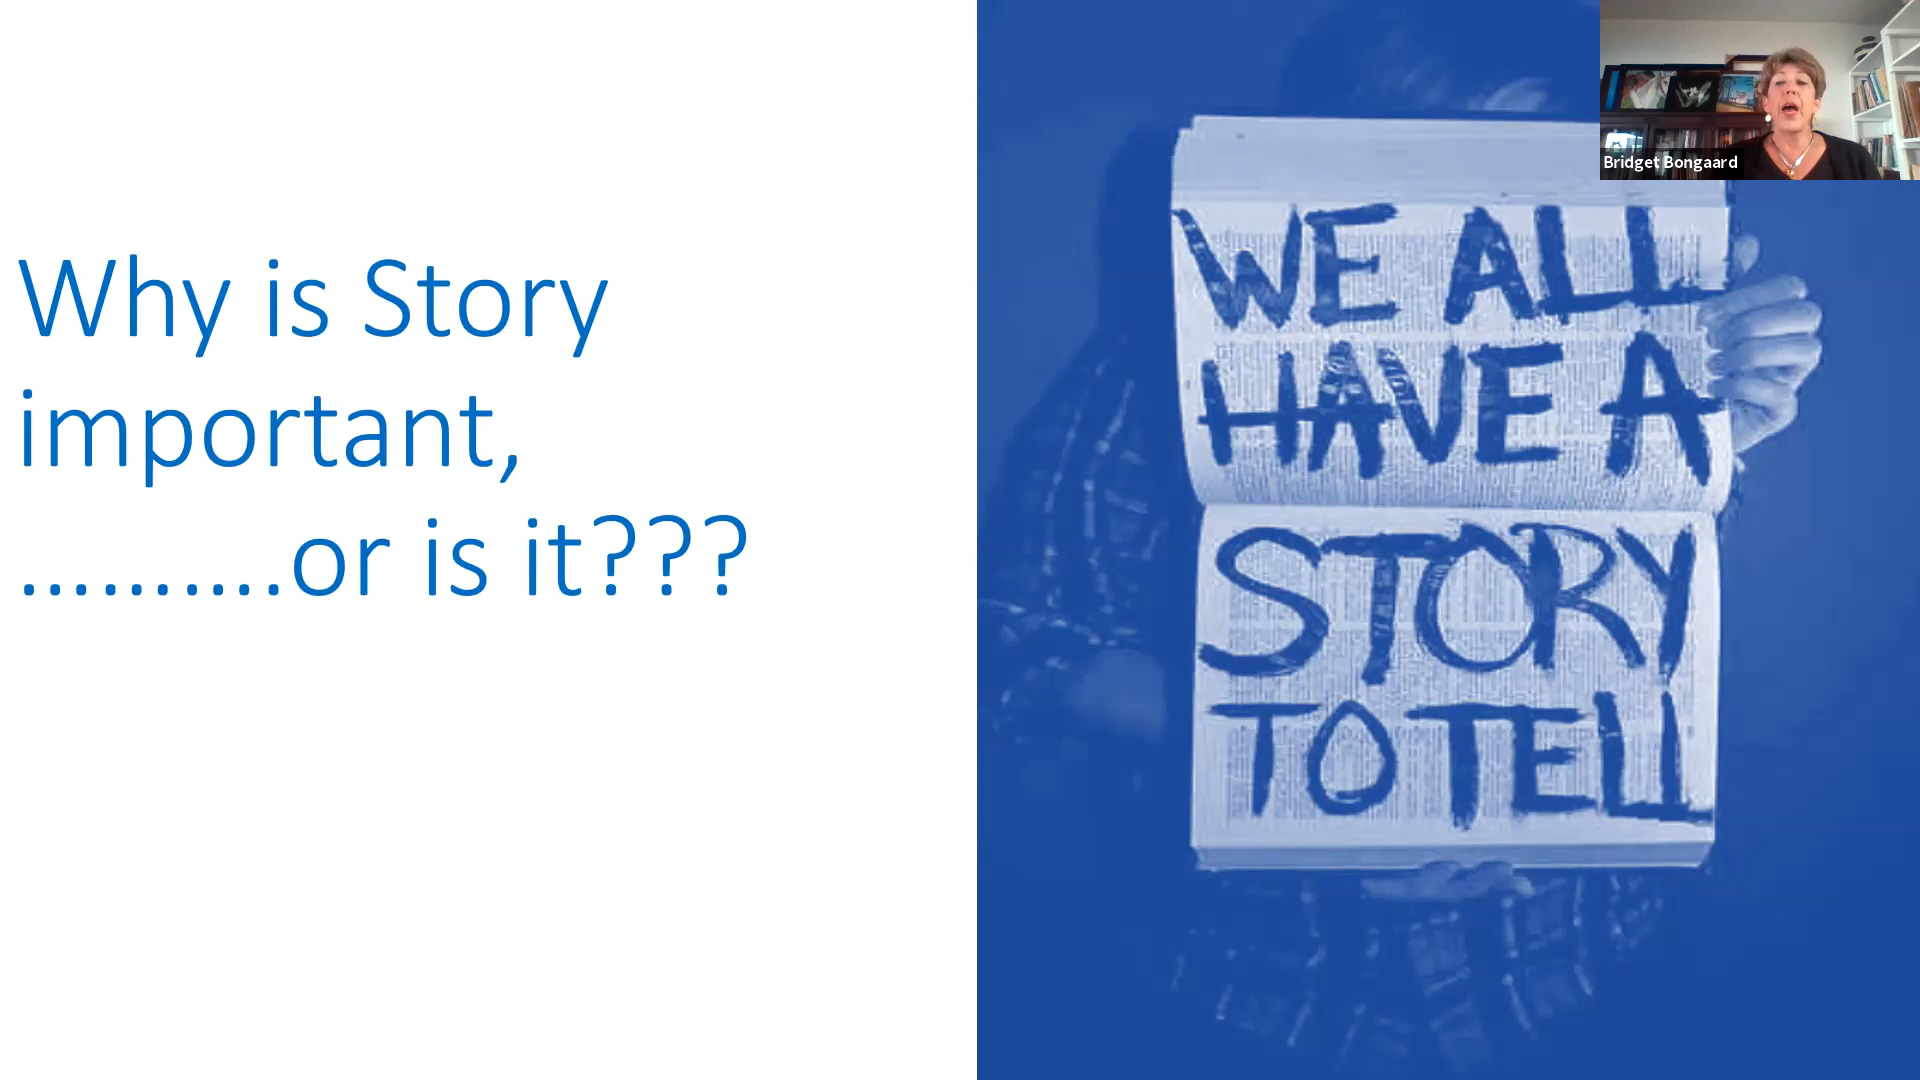 Why is Story
important,
..........or is it???
WE ALL
HAVE A
STORY
TO TELL
Bridget Bongaard